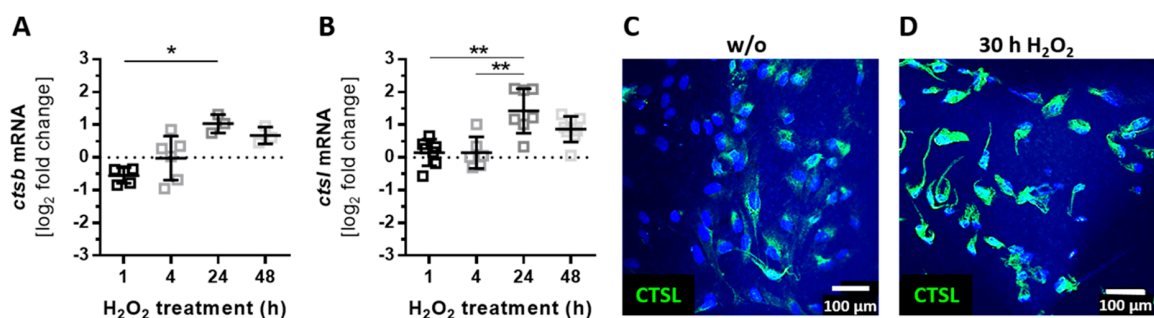 A
*
3
2
1
0
-1
-2
-3
ctsb mRNA
[log₂ fold change]
1 4 24 48
H₂O₂ treatment (h)
B
**
**
3
2
1
0
-1
-2
-3
ctsl mRNA
[log₂ fold change]
1 4 24 48
H₂O₂ treatment (h)
C
w/o
CTSL
100 µm
D
30 h H₂O₂
CTSL
100 µm